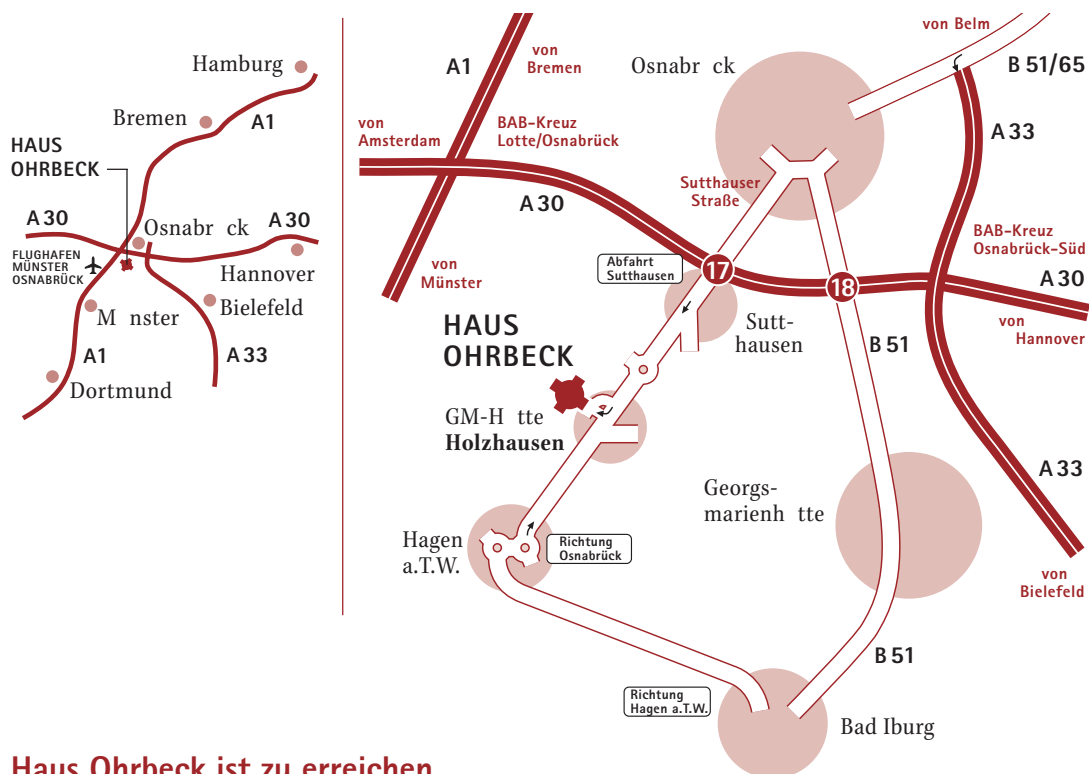 Hamburg
Bremen
A1
HAUS
OHRBECK
A 30
Osnabr ck
A 30
FLUGHAFEN
MÜNSTER
OSNABRÜCK
Hannover
M nster
Bielefeld
A1
A 33
Dortmund
von Belm
A1
von
Bremen
Osnabr ck
B 51/65
von
Amsterdam
BAB-Kreuz
Lotte/Osnabrück
A 33
Sutthauser
Straße
A 30
BAB-Kreuz
Osnabrück-Süd
von
Münster
Abfahrt
Sutthausen
17
18
A 30
HAUS
OHRBECK
Sutt-
hausen
B 51
von
Hannover
GM-H tte
Holzhausen
A 33
Georgs-
marienh tte
Hagen
a.T.W.
Richtung
Osnabrück
von
Bielefeld
B 51
Richtung
Hagen a.T.W.
Bad Iburg
Haus Ohrbeck ist zu erreichen